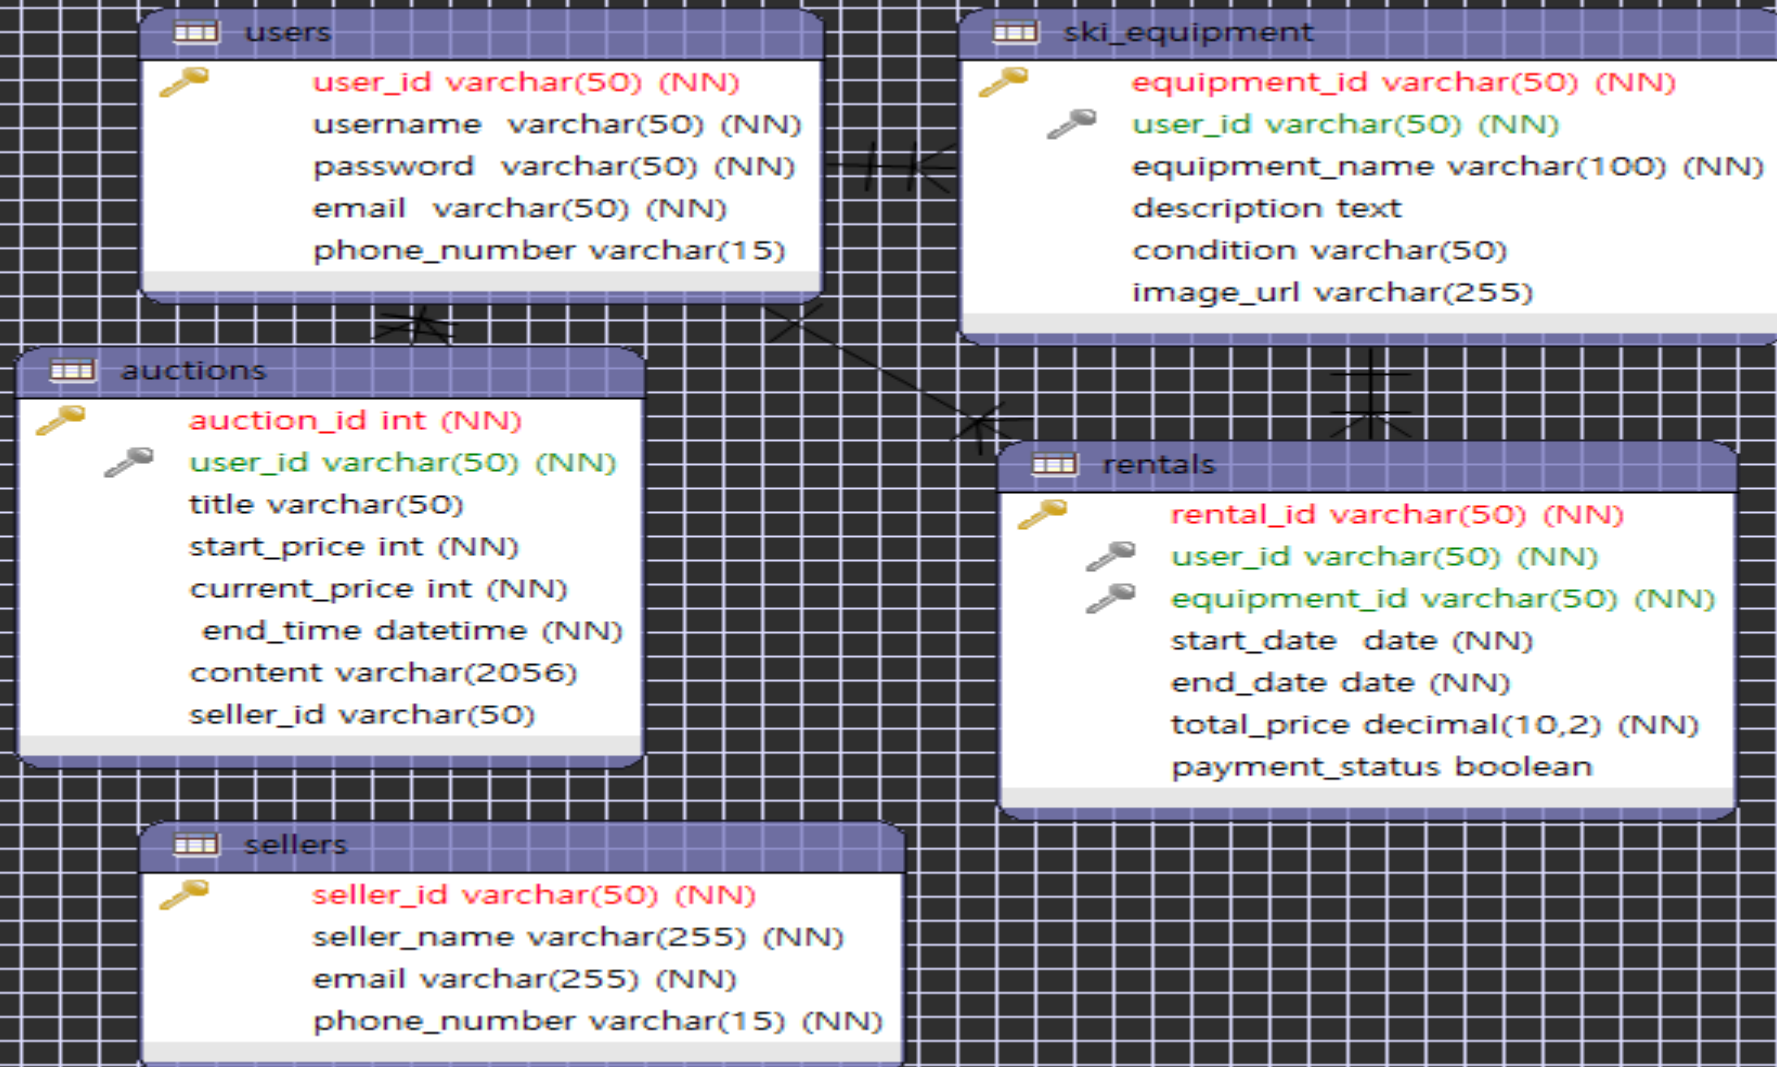 users
user_id varchar(50) (NN)
username varchar(50) (NN)
password varchar(50) (NN)
email varchar(50) (NN)
phone_number varchar(15)
ski_equipment
equipment_id varchar(50) (NN)
user_id varchar(50) (NN)
equipment_name varchar(100) (NN)
description text
condition varchar(50)
image_url varchar(255)
auctions
auction_id int (NN)
user_id varchar(50) (NN)
title varchar(50)
start_price int (NN)
current_price int (NN)
end_time datetime (NN)
content varchar(2056)
seller_id varchar(50)
rentals
rental_id varchar(50) (NN)
user_id varchar(50) (NN)
equipment_id varchar(50) (NN)
start_date date (NN)
end_date date (NN)
total_price decimal(10,2) (NN)
payment_status boolean
sellers
seller_id varchar(50) (NN)
seller_name varchar(255) (NN)
email varchar(255) (NN)
phone_number varchar(15) (NN)